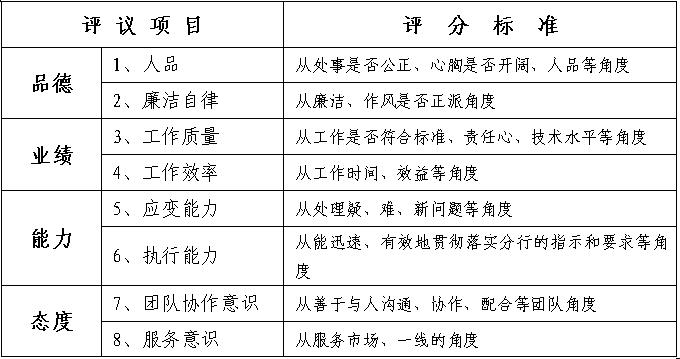 评议项目 评分标准
品德
1、人品 从处事是否公正、心胸是否开阔、人品等角度
2、廉洁自律 从廉洁、作风是否正派角度
业绩
3、工作质量 从工作是否符合标准、责任心、技术水平等角度
4、工作效率 从工作时间、效益等角度
能力
5、应变能力 从处理疑、难、新问题等角度
6、执行能力 从能迅速、有效地贯彻落实分行的指示和要求等角
度
态度
7、团队协作意识 从善于与人沟通、协作、配合等团队角度
8、服务意识 从服务市场、一线的角度